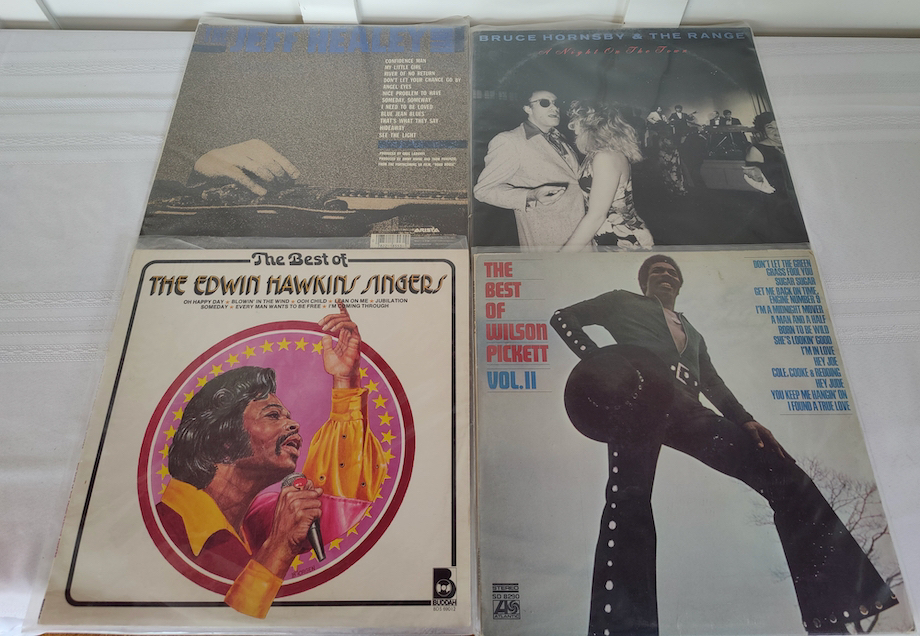 JEFF HEALEY
CONFIDENCE MAN
MY LITTLE GIRL
RIVER OF NO RETURN
DON'T LET YOUR CHANCE GO BY
ANGEL EYES
NICE PROBLEM TO HAVE
SOMEDAY, SOMEWAY
I NEED TO BE LOVED
BLUE JEAN BLUES
THAT'S WHAT THEY SAY
HIDEAWAY
SEE THE LIGHT
PRODUCED BY GREG LADANYI
ARISTA
BRUCE HORNSBY & THE RANGE
A Night On The Town
The Best of
THE EDWIN HAWKINS SINGERS
OH HAPPY DAY ★ BLOWIN' IN THE WIND ★ OOH CHILD ★ LEAN ON ME ★ JUBILATION
SOMEDAY ★ EVERY MAN WANTS TO BE FREE ★ I'M COMING THROUGH
B
BUDDAH
THE
BEST
OF
WILSON
PICKETT
VOL.II
DON'T LET THE GREEN
GRASS FOOL YOU
SUGAR SUGAR
GET ME BACK ON TIME
ENGINE NUMBER 9
I'M A MIDNIGHT MOVER
A MAN AND A HALF
BORN TO BE WILD
SHE'S LOOKIN' GOOD
I'M IN LOVE
HEY JOE
COLE, COOKE & REDDING
HEY JUDE
YOU KEEP ME HANGIN' ON
I FOUND A TRUE LOVE
STEREO
SD 8290
ATLANTIC